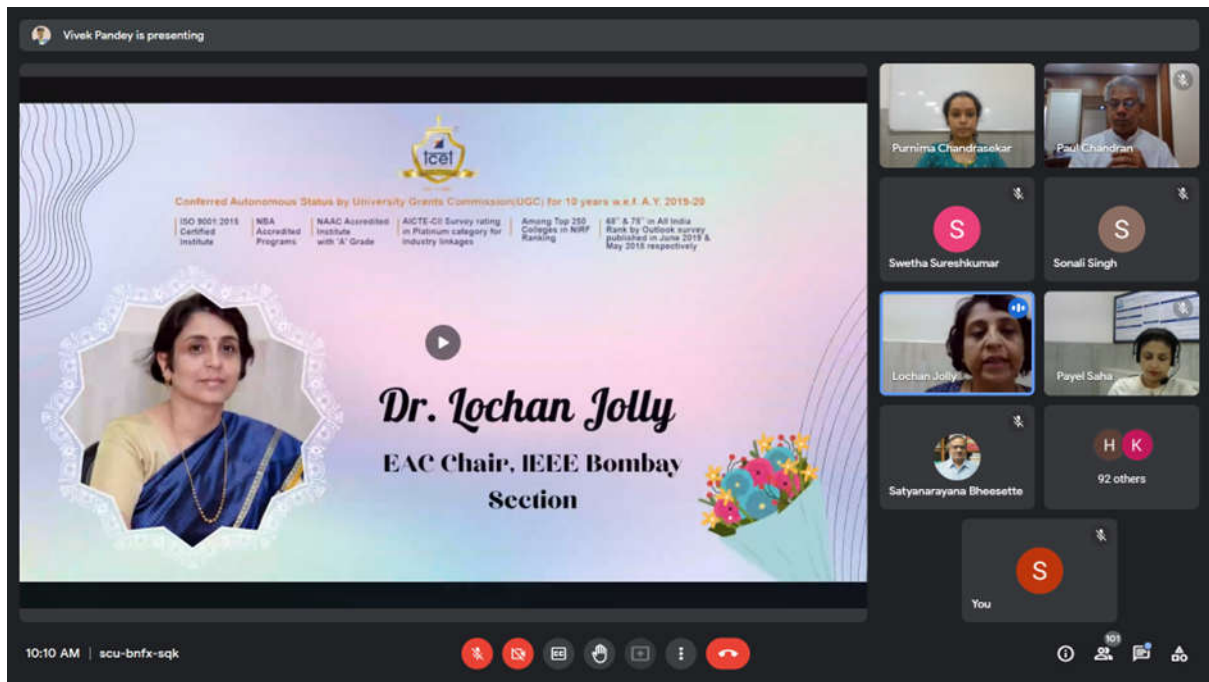 Vivek Pandey is presenting
tcet
Conferred Autonomous Status by University Grants Commission(UGC) for 10 years w.e.f. A.Y. 2019-20
ISO 9001:2015
Certified
Institute
NBA
Accredited
Programs
NAAC Accredited
Institute
with 'A' Grade
AICTE-CII Survey rating
in Platinum category for
industry linkages
Among Top 250
Colleges in NIRF
Ranking
All India
Rank by Outlook survey
published in June 2019 &
May 2018 respectively
Dr. Lochan Jolly
EAC Chair, IEEE Bombay
Section
Purnima Chandrasekar
Paul Chandran
S
Swetha Sureshkumar
S
Sonali Singh
Lochan Jolly
Payel Saha
Satyanarayana Bheesette
H K
92 others
S
You
10:10 AM | scu-bnfx-sqk
CC
101